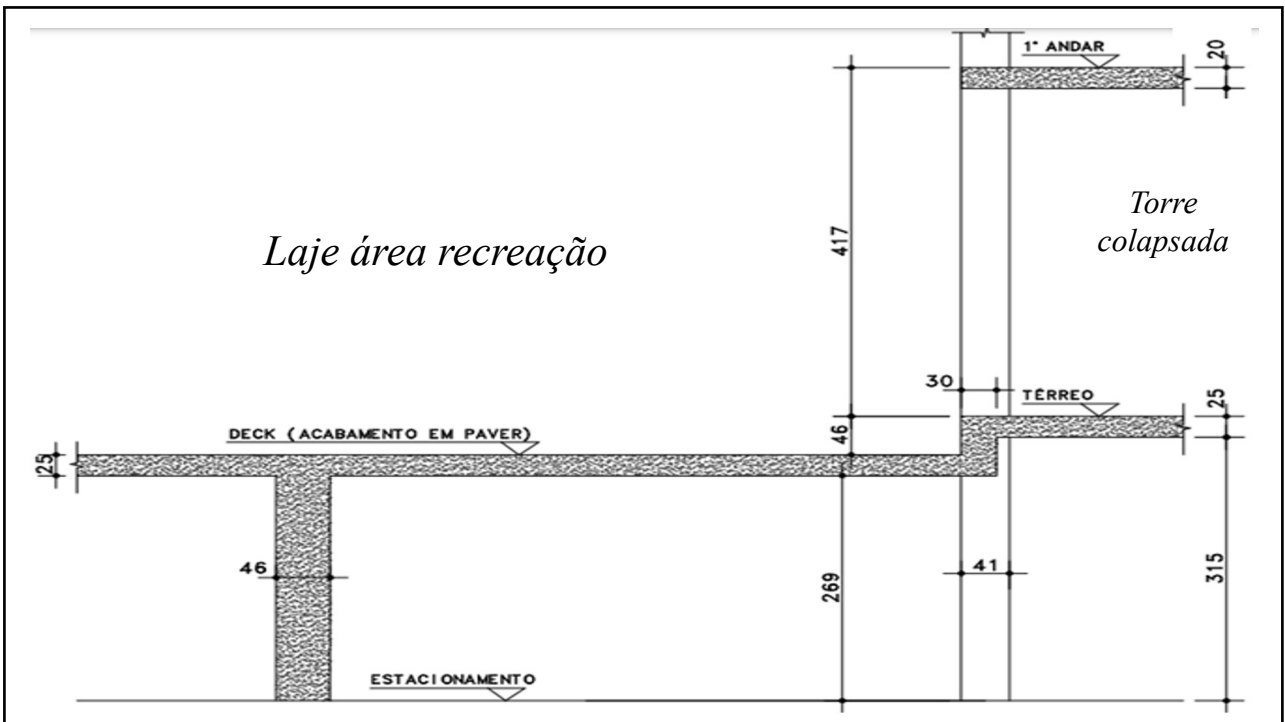 1° ANDAR
20
Torre
colapsada
417
Laje área recreação
30
TÉRREO
25
46
DECK (ACABAMENTO EM PAVER)
25
46
269
41
315
ESTACIONAMENTO